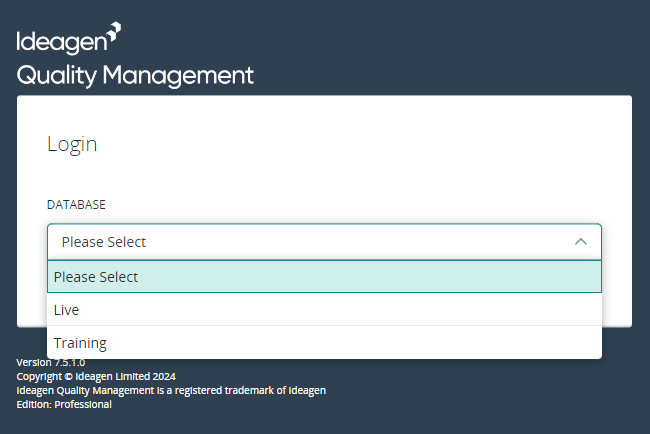 Ideagen
Quality Management
Login
DATABASE
Please Select
Please Select
Live
Training
Version 7.5.1.0
Copyright © Ideagen Limited 2024
Ideagen Quality Management is a registered trademark of Ideagen
Edition: Professional